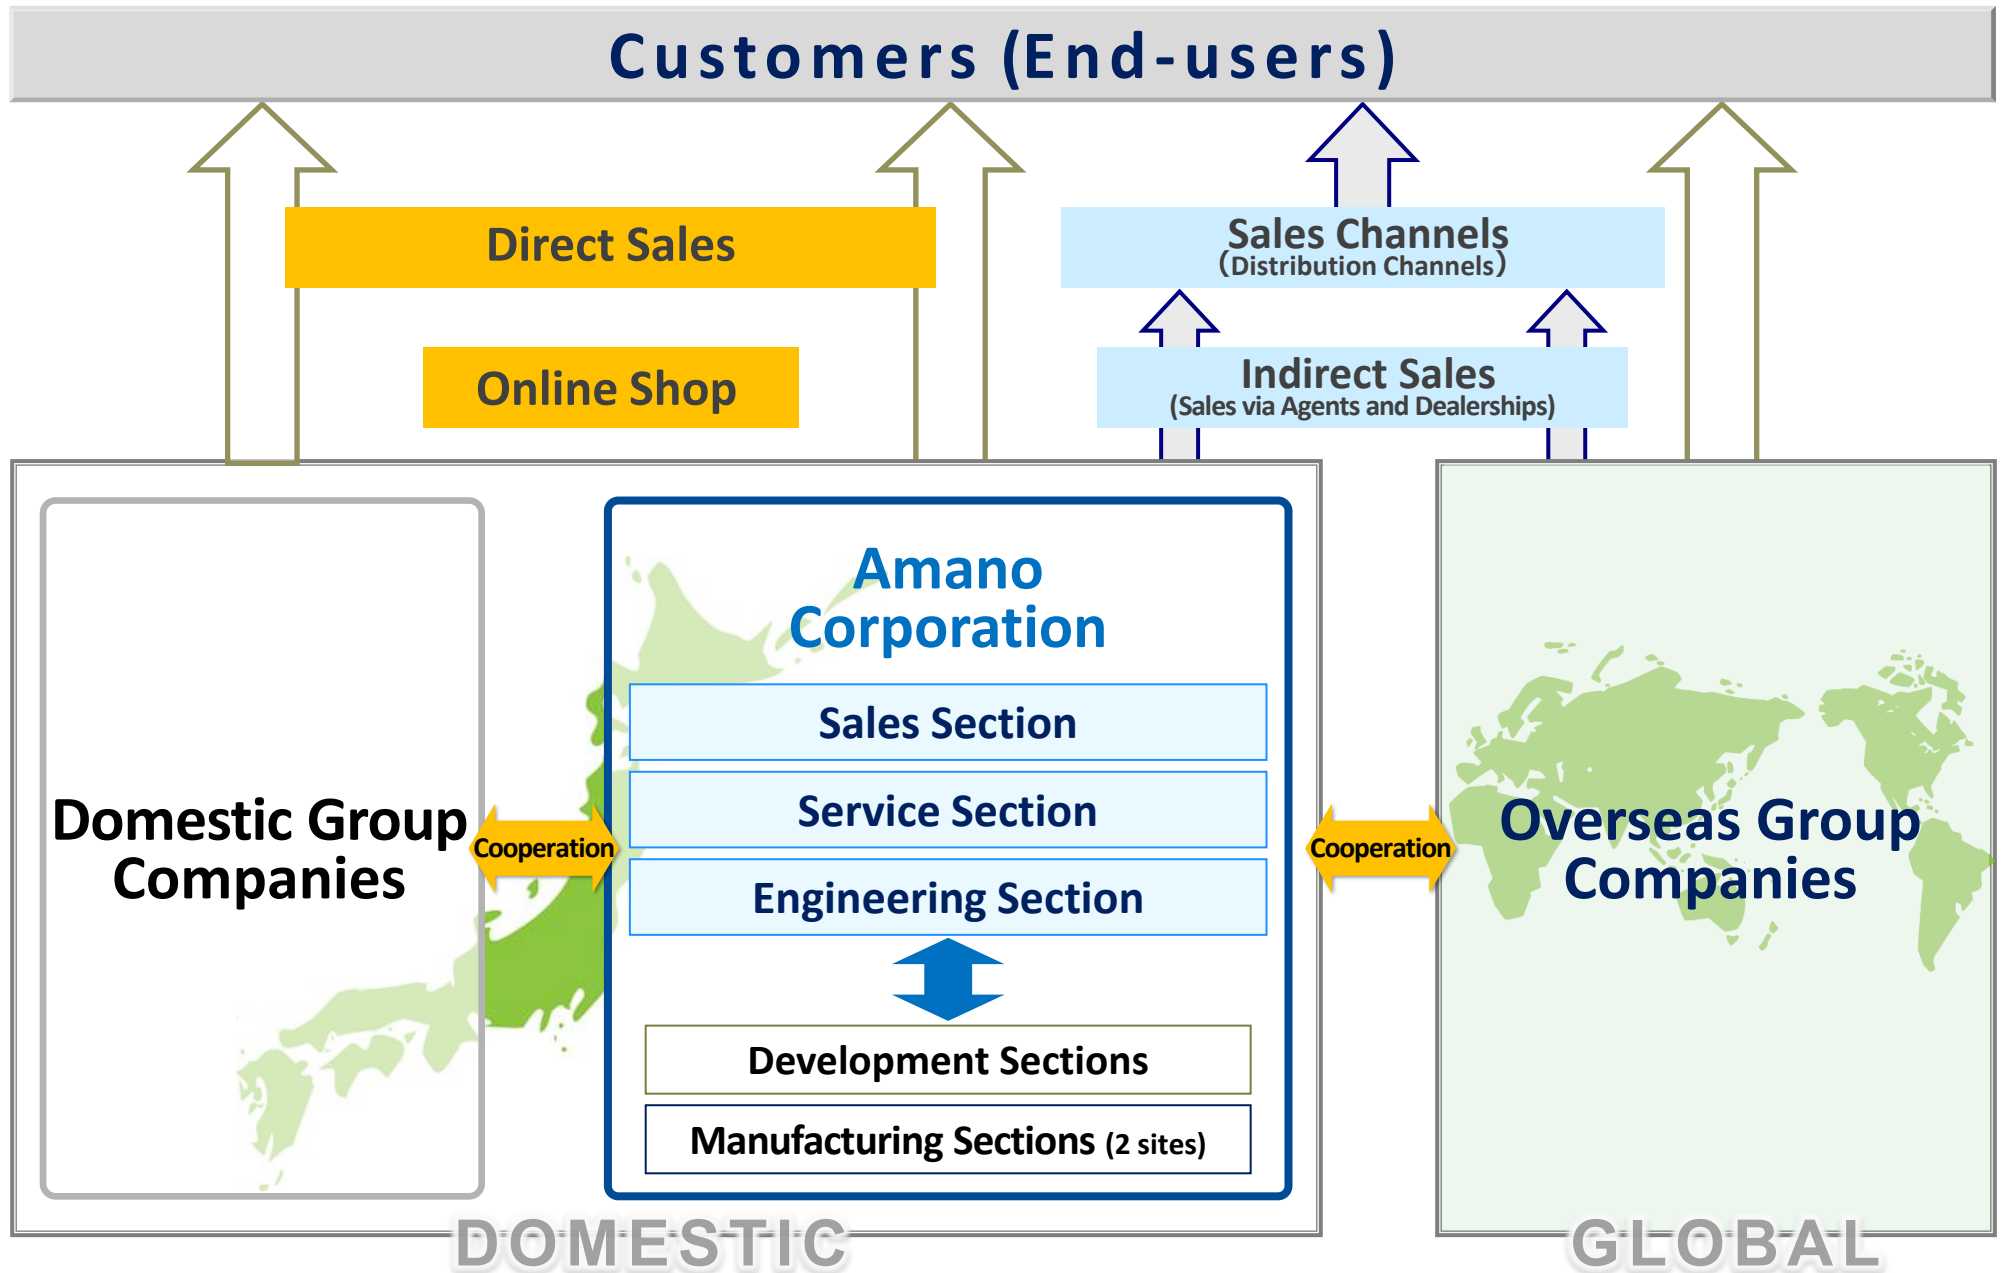 Customers (End-users)
Direct Sales
Sales Channels
(Distribution Channels)
Online Shop
Indirect Sales
(Sales via Agents and Dealerships)
Amano
Corporation
Sales Section
Service Section
Engineering Section
Development Sections
Manufacturing Sections (2 sites)
Domestic Group
Companies
Cooperation
Cooperation
Overseas Group
Companies
DOMESTIC
GLOBAL